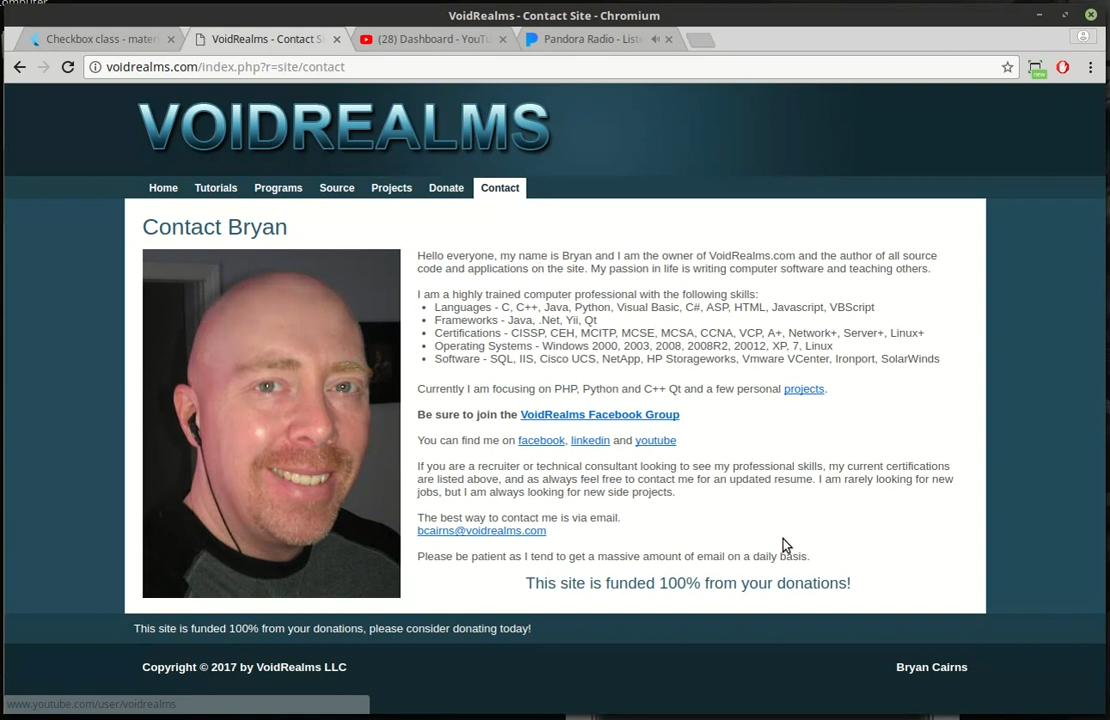 omputer
VoidRealms - Contact Site - Chromium
Checkbox class - mater
VoidRealms - Contact S
(28) Dashboard - YouTu
Pandora Radio - Liste
voidrealms.com/index.php?r=site/contact
new
VOIDREALMS
Home Tutorials Programs Source Projects Donate Contact
Contact Bryan
Hello everyone, my name is Bryan and I am the owner of VoidRealms.com and the author of all source
code and applications on the site. My passion in life is writing computer software and teaching others.
I am a highly trained computer professional with the following skills:
• Languages - C, C++, Java, Python, Visual Basic, C#, ASP, HTML, Javascript, VBScript
• Frameworks - Java, .Net, Yii, Qt
• Certifications - CISSP, CEH, MCITP, MCSE, MCSA, CCNA, VCP, A+, Network+, Server+, Linux+
• Operating Systems - Windows 2000, 2003, 2008, 2008R2, 20012, XP, 7, Linux
• Software - SQL, IIS, Cisco UCS, NetApp, HP Storageworks, Vmware VCenter, Ironport, SolarWinds
Currently I am focusing on PHP, Python and C++ Qt and a few personal projects.
Be sure to join the VoidRealms Facebook Group
You can find me on facebook, linkedin and youtube
If you are a recruiter or technical consultant looking to see my professional skills, my current certifications
are listed above, and as always feel free to contact me for an updated resume. I am rarely looking for new
jobs, but I am always looking for new side projects.
The best way to contact me is via email.
bcairns@voidrealms.com
Please be patient as I tend to get a massive amount of email on a daily basis.
This site is funded 100% from your donations!
This site is funded 100% from your donations, please consider donating today!
Copyright © 2017 by VoidRealms LLC
Bryan Cairns
www.youtube.com/user/voidrealms